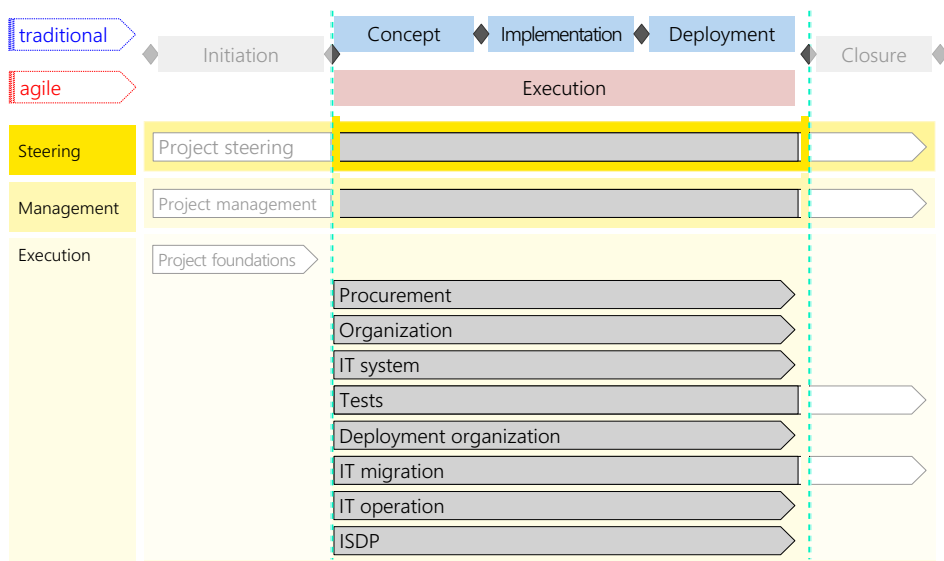 traditional
Concept
Implementation
Deployment
Initiation
Closure
agile
Execution
Steering
Project steering
Management
Project management
Execution
Project foundations
Procurement
Organization
IT system
Tests
Deployment organization
IT migration
IT operation
ISDP